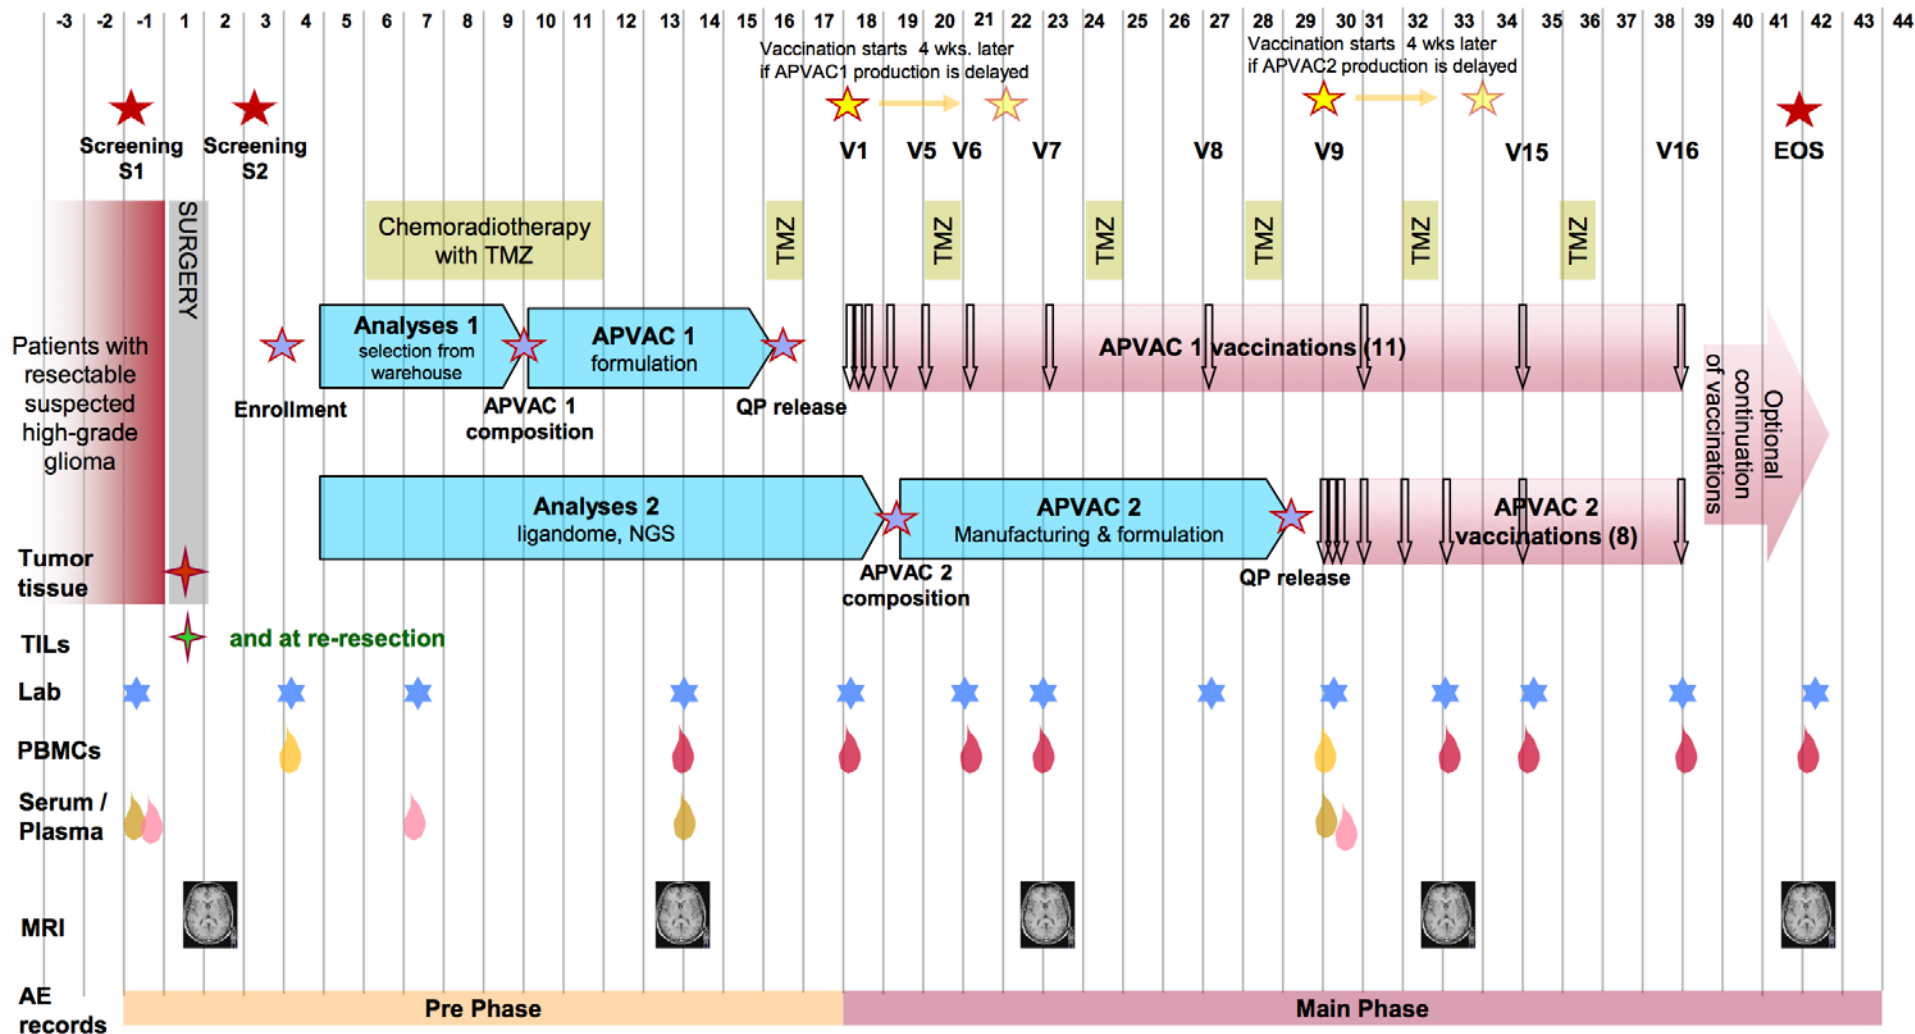 -3 -2 -1 1 2 3 4 5 6 7 8 9 10 11 12 13 14 15 16 17 18 19 20 21 22 23 24 25 26 27 28 29 30 31 32 33 34 35 36 37 38 39 40 41 42 43 44
Vaccination starts 4 wks. later
if APVAC1 production is delayed
Vaccination starts 4 wks later
if APVAC2 production is delayed
Screening
S1
Screening
S2
V1 V5 V6 V7 V8 V9 V15 V16 EOS
SURGERY
Chemoradiotherapy
with TMZ
TMZ
TMZ
TMZ
TMZ
TMZ
TMZ
Patients with
resectable
suspected
high-grade
glioma
Enrollment
Analyses 1
selection from
warehouse
APVAC 1
composition
APVAC 1
formulation
QP release
APVAC 1 vaccinations (11)
Optional
continuation
of vaccinations
Analyses 2
ligandome, NGS
APVAC 2
composition
APVAC 2
Manufacturing & formulation
QP release
APVAC 2
vaccinations (8)
Tumor
tissue
TILs
and at re-resection
Lab
PBMCs
Serum /
Plasma
MRI
AE
records
Pre Phase
Main Phase